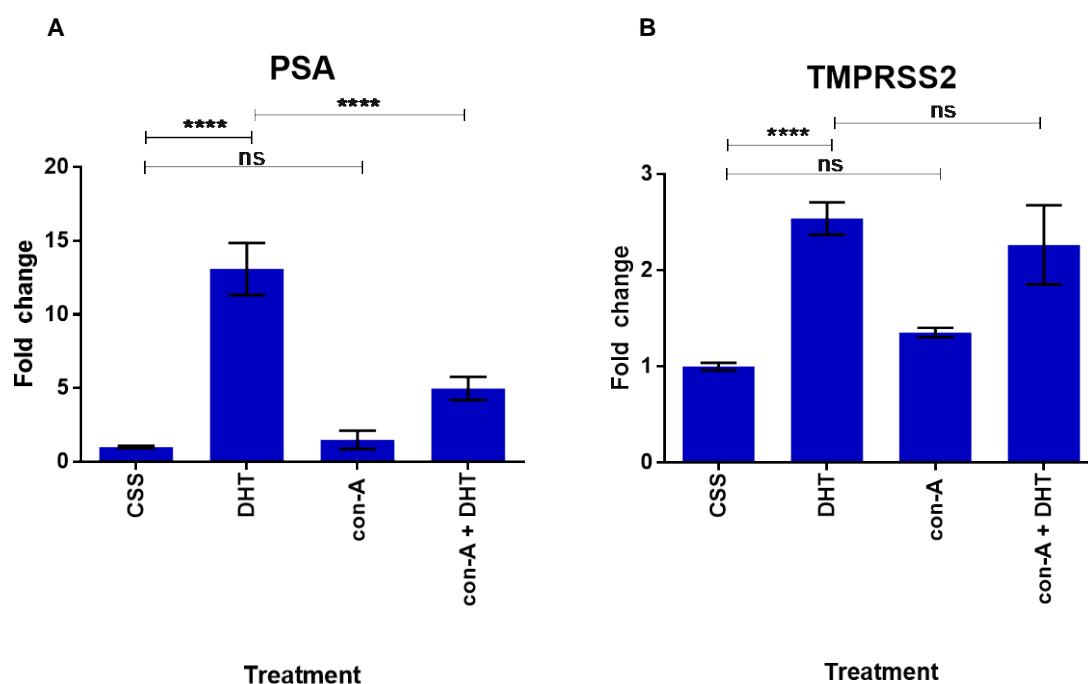 A
PSA
****
****
ns
20
15
10
5
0
Fold change
CSS
DHT
con-A
con-A + DHT
Treatment
B
TMPRSS2
ns
****
ns
3
2
1
0
Fold change
CSS
DHT
con-A
con-A + DHT
Treatment